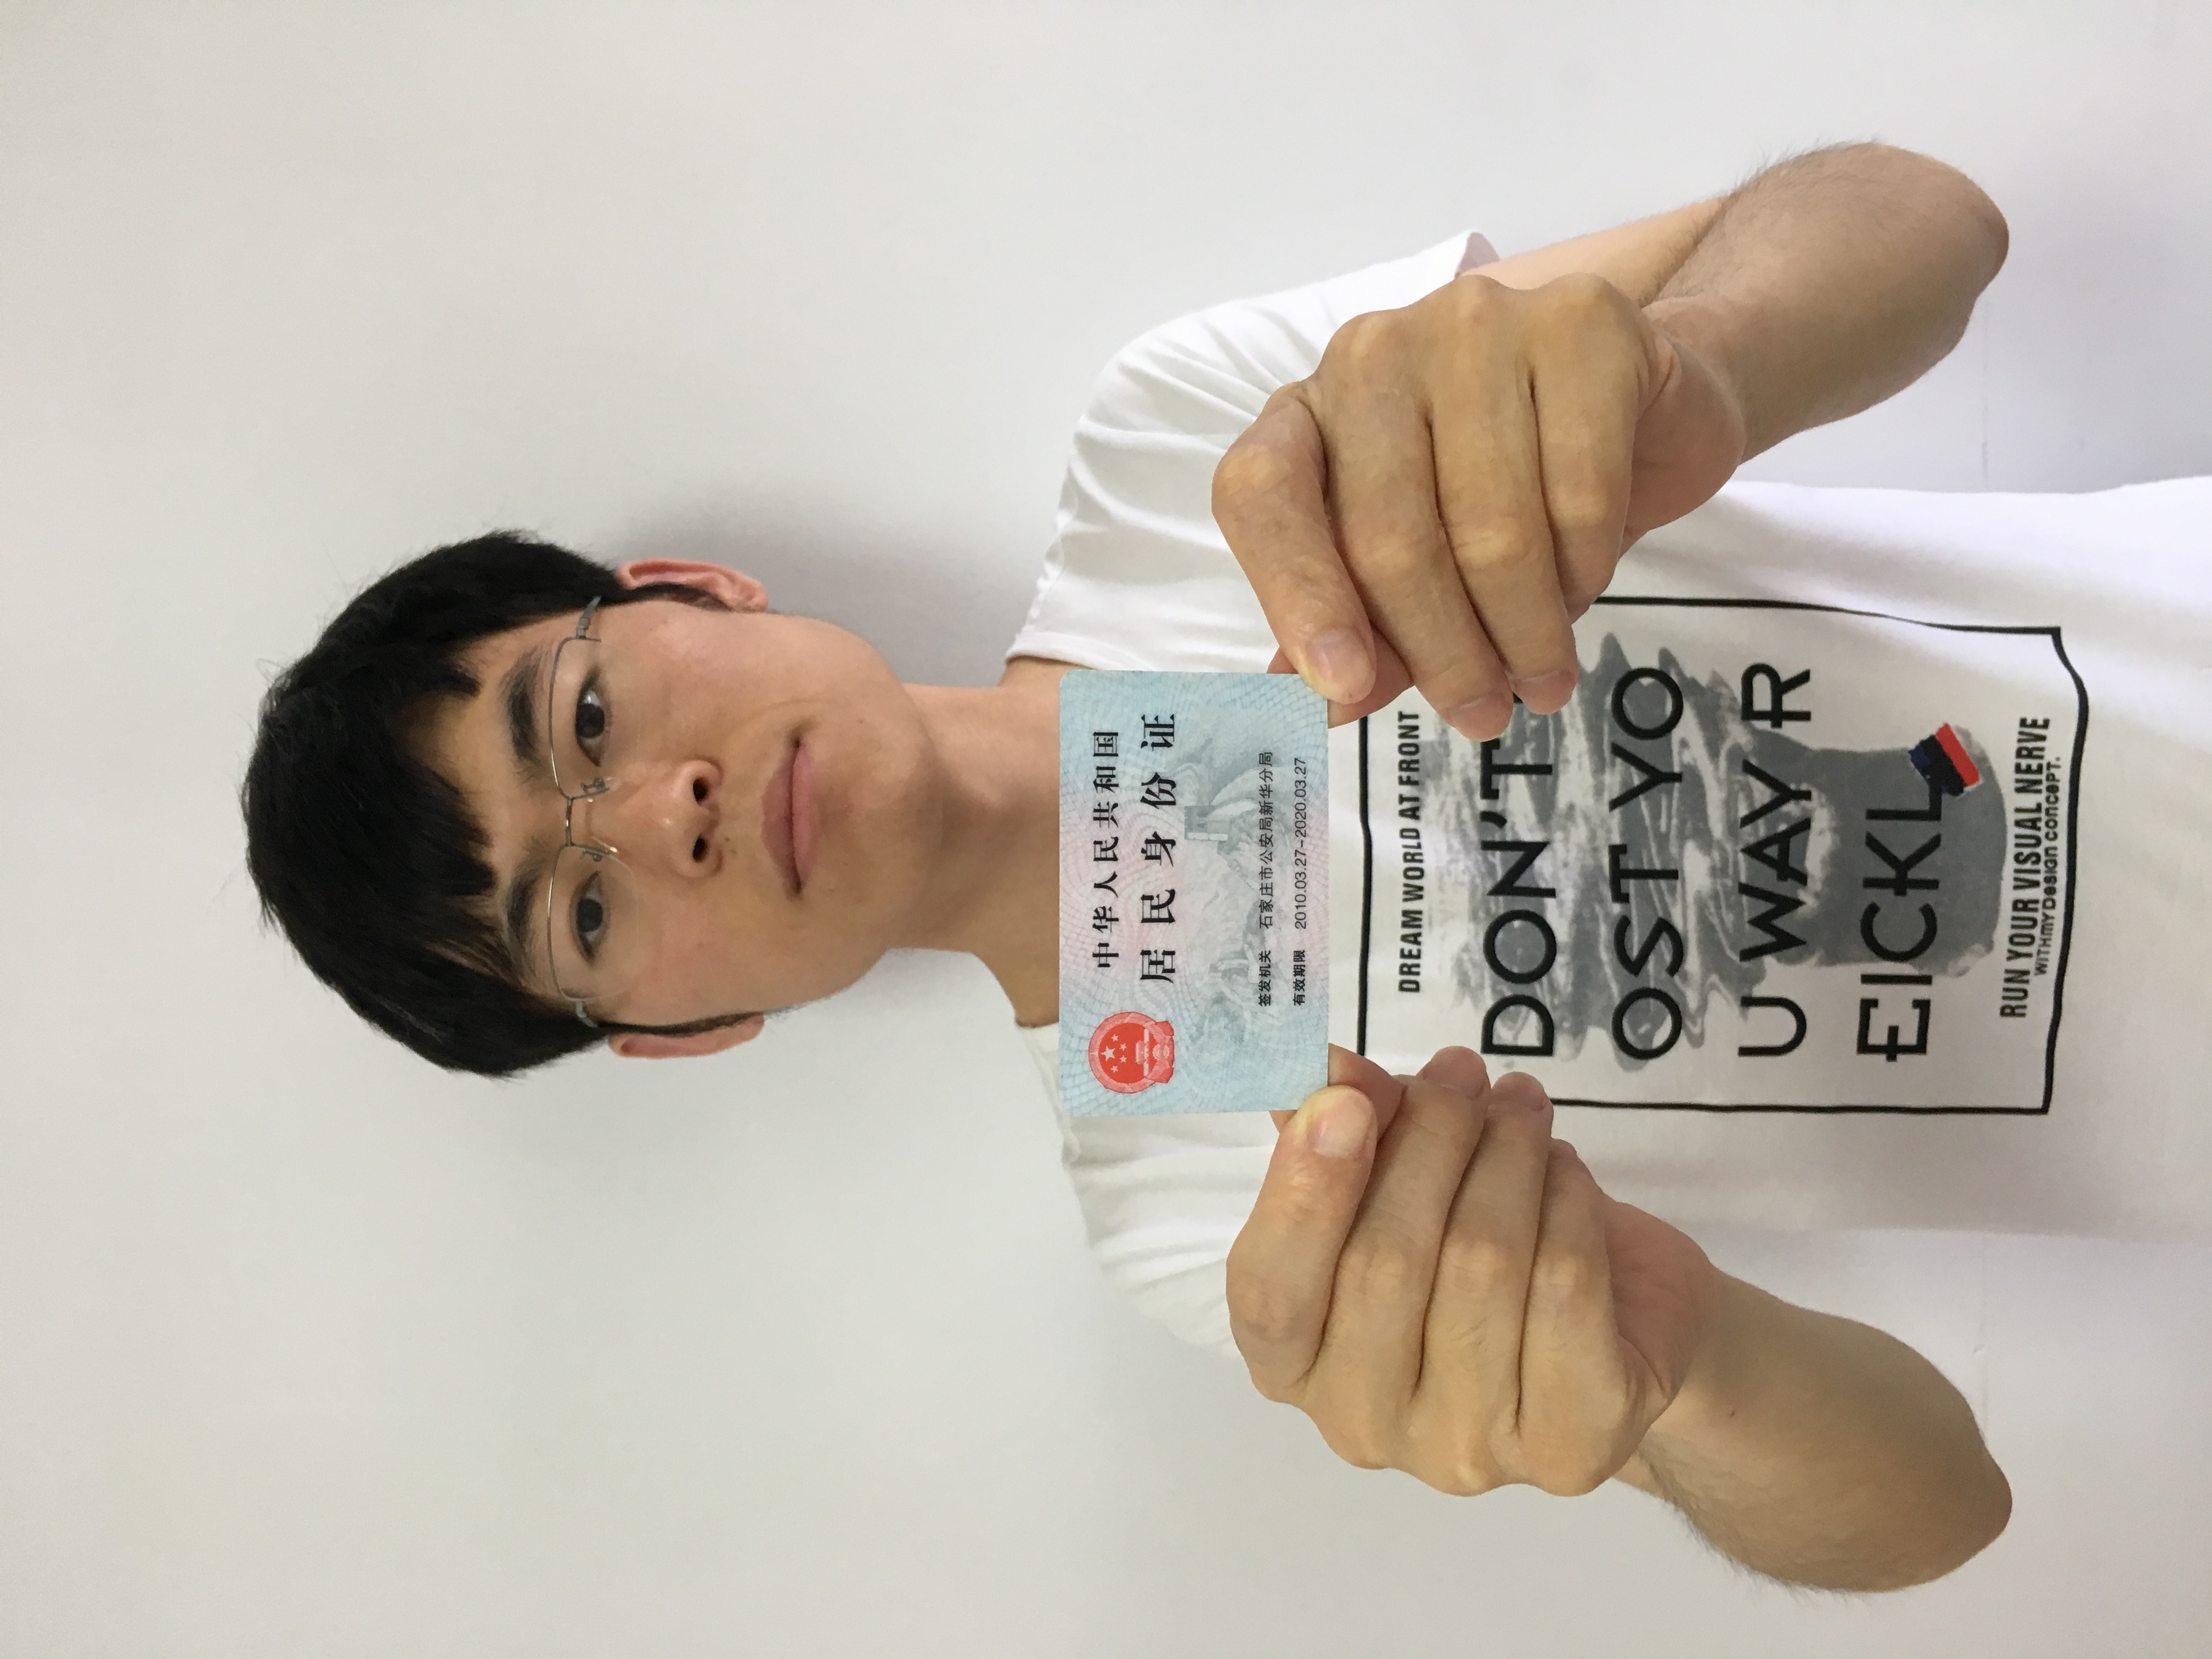 中华人民共和国
居民身份证
签发机关 石家庄市公安局新华分局
有效期限 2010.03.27-2020.03.27
DREAM WORLD AT FRONT
DON'T
OST YO
U WAY R
EICKL
RUN YOUR VISUAL NERVE
WITHmY Design concePT.